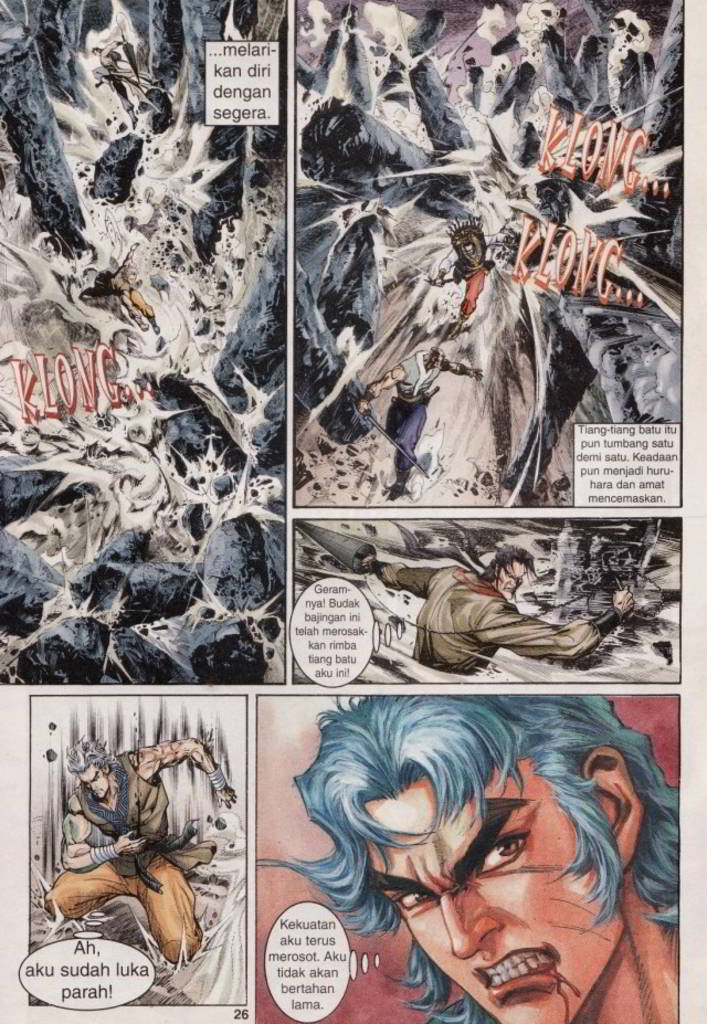 ...melari-
kan diri
dengan
segera.
KLONG...
KLONG...
KLONG...
Tiang-tiang batu itu
pun tumbang satu
demi satu. Keadaan
pun menjadi huru-
hara dan amat
mencemaskan.
Geram-
nya! Budak
bajingan ini
telah merosak-
kan rimba
tiang batu
aku ini!
Ah,
aku sudah luka
parah!
Kekuatan
aku terus
merosot. Aku
tidak akan
bertahan
lama.
26